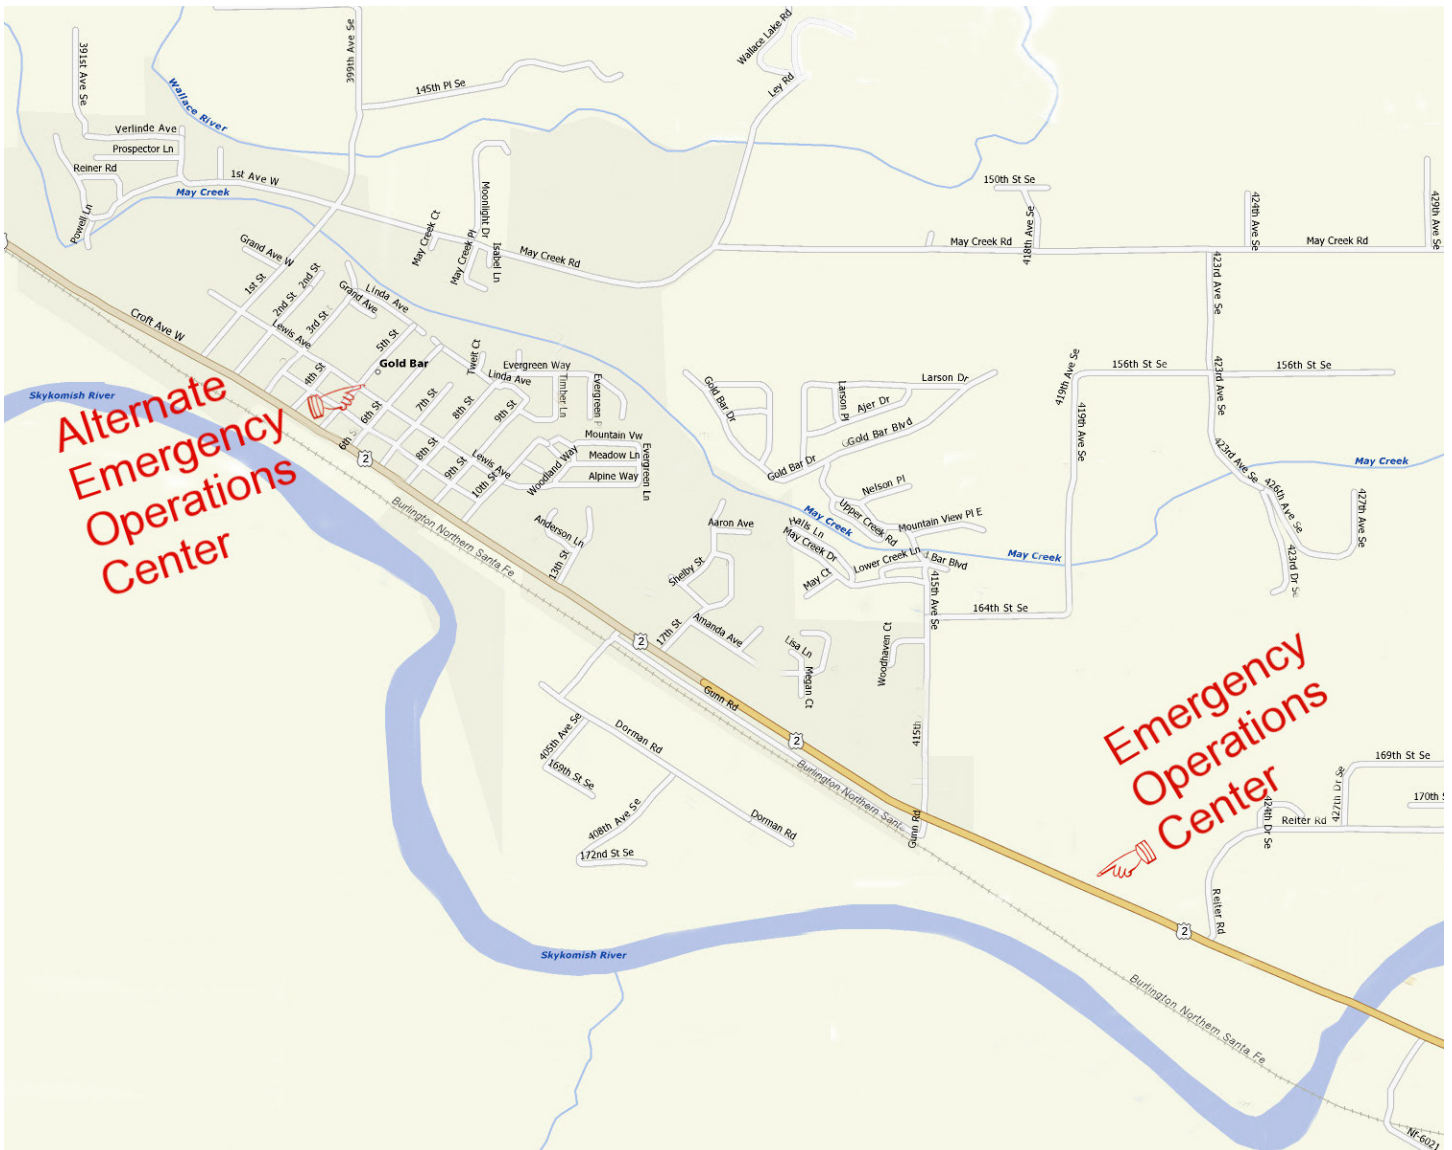 Wallace Lake Rd
399th Ave Se
391st Ave Se
145th Pl Se
Ley Rd
Wallace River
Verlinde Ave
Prospector Ln
Reiner Rd
1st Ave W
May Creek
Powell Ln
Moonlight Dr
May Creek Ct
May Creek Pl
Isabel Ln
May Creek Rd
150th St Se
418th Ave Se
424th Ave Se
429th Ave Se
May Creek Rd
May Creek Rd
Grand Ave W
1st St
2nd St
2nd St
3rd St
Grand Ave
Linda Ave
423rd Ave Se
Croft Ave W
Lewis Ave
5th St
4th St
Gold Bar
Twelt Ct
Evergreen Way
Linda Ave
Timber Ln
Evergreen P
6th St
7th St
8th St
9th St
Skykomish River
Alternate
Emergency
Operations
Center
6th S
2
8th St
9th St
Lewis Ave
10th St
Woodland Way
Mountain Vw
Meadow Ln
Alpine Way
Evergreen Ln
Gold Bar Dr
Larson Dr
Larson Pl
Ajer Dr
Gold Bar Blvd
Gold Bar Dr
419th Ave Se
419th Ave Se
156th St Se
156th St Se
423rd Ave Se
423rd Ave Se
May Creek
426th Ave Se
427th Ave Se
423rd Dr Se
Burlington Northern Santa Fe
Anderson Ln
13th St
Aaron Ave
Shelby St
Nelson Pl
Upper Creek Rd
Mountain View Pl E
May Creek
Halls Ln
May Creek Dr
Lower Creek Ln
Bar Blvd
May Creek
May Ct
415th Ave Se
164th St Se
17th St
Amanda Ave
2
Lisa Ln
Megan Ct
Woodhaven Ct
Gunn Rd
405th Ave Se
Dorman Rd
169th St Se
2
415th
Emergency
Operations
Center
Burlington Northern Santa
408th Ave Se
Dorman Rd
172nd St Se
Gunn Rd
169th St Se
427th Dr Se
170th S
424th Dr Se
Reiter Rd
Reiter Rd
2
Skykomish River
Burlington Northern Santa Fe
Nf-6021